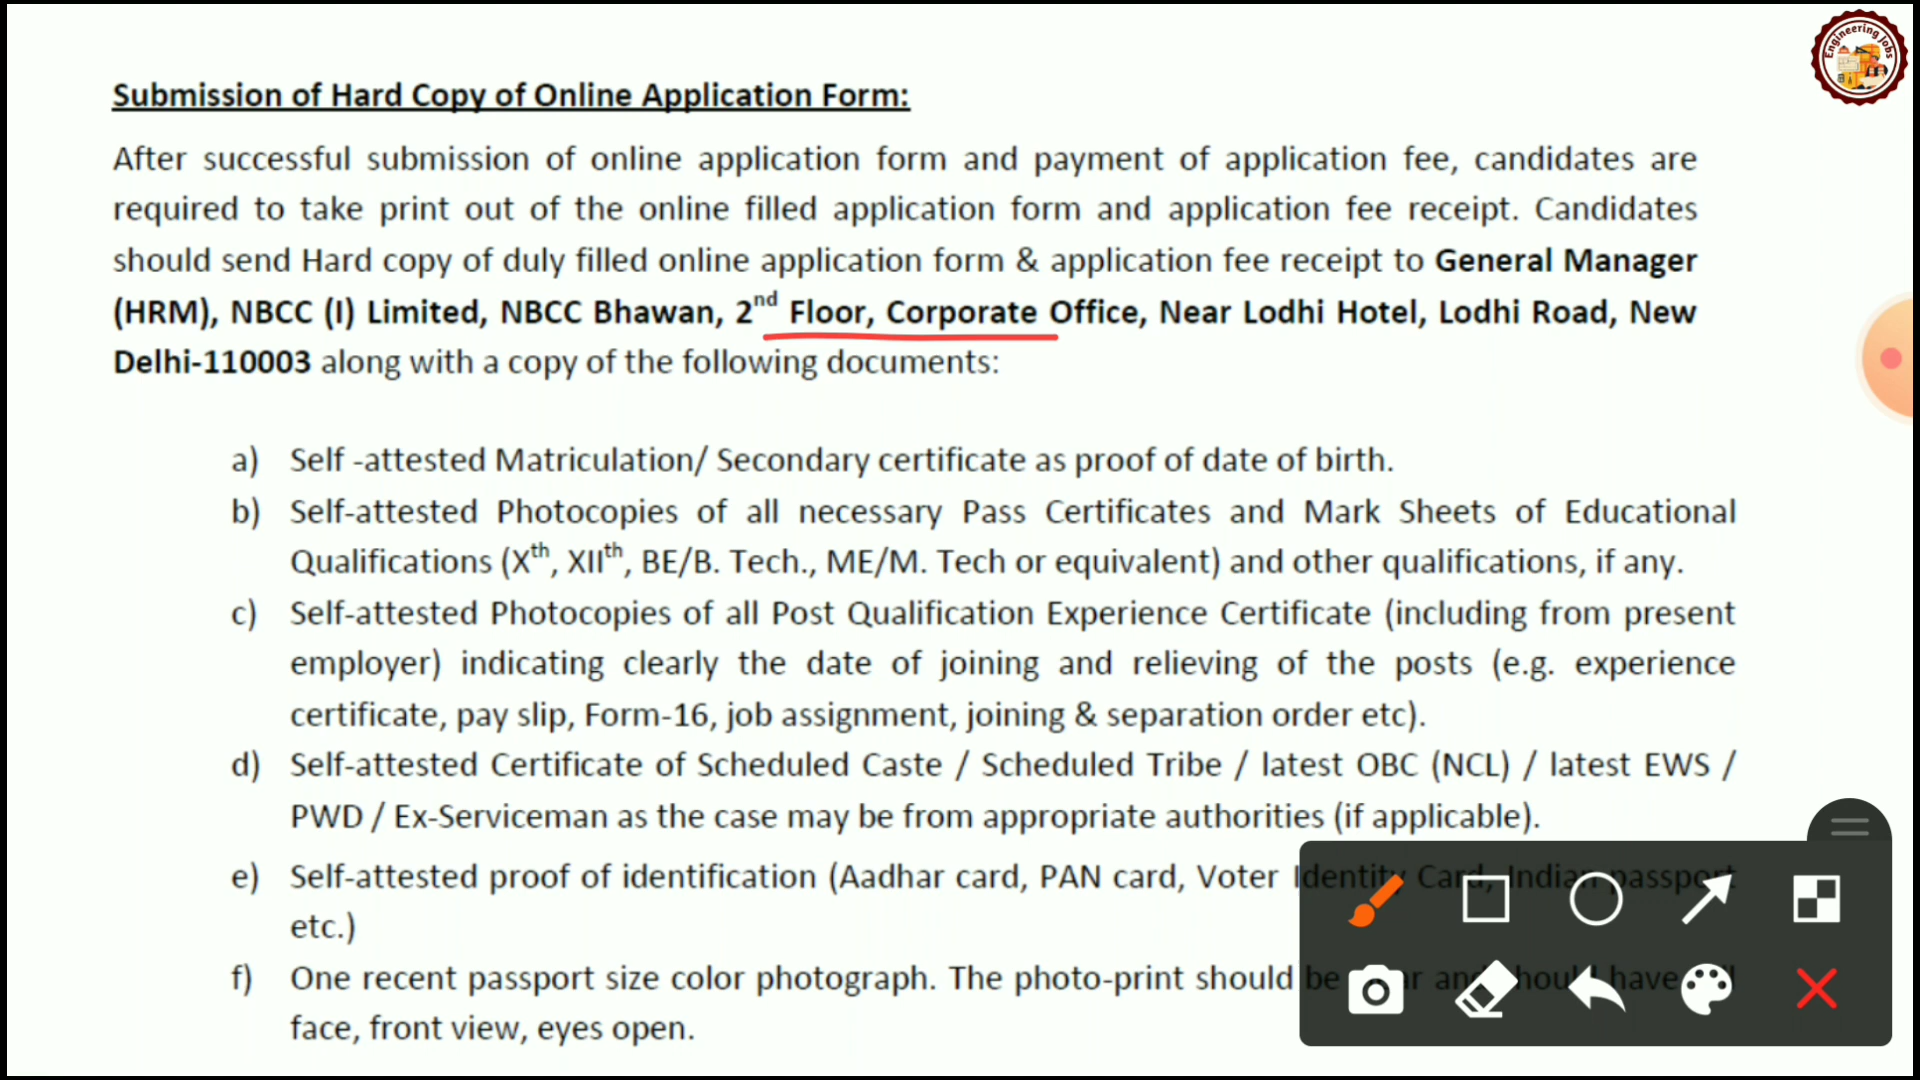 Engineering Jobs
Submission of Hard Copy of Online Application Form:
After successful submission of online application form and payment of application fee, candidates are
required to take print out of the online filled application form and application fee receipt. Candidates
should send Hard copy of duly filled online application form & application fee receipt to General Manager
(HRM), NBCC (I) Limited, NBCC Bhawan, 2nd Floor, Corporate Office, Near Lodhi Hotel, Lodhi Road, New
Delhi-110003 along with a copy of the following documents:
a) Self -attested Matriculation/ Secondary certificate as proof of date of birth.
b) Self-attested Photocopies of all necessary Pass Certificates and Mark Sheets of Educational
Qualifications (Xth, XIIth, BE/B. Tech., ME/M. Tech or equivalent) and other qualifications, if any.
c) Self-attested Photocopies of all Post Qualification Experience Certificate (including from present
employer) indicating clearly the date of joining and relieving of the posts (e.g. experience
certificate, pay slip, Form-16, job assignment, joining & separation order etc).
d) Self-attested Certificate of Scheduled Caste / Scheduled Tribe / latest OBC (NCL) / latest EWS /
PWD / Ex-Serviceman as the case may be from appropriate authorities (if applicable).
e) Self-attested proof of identification (Aadhar card, PAN card, Voter Identity Card, Indian passport
etc.)
f) One recent passport size color photograph. The photo-print should be and have
face, front view, eyes open.